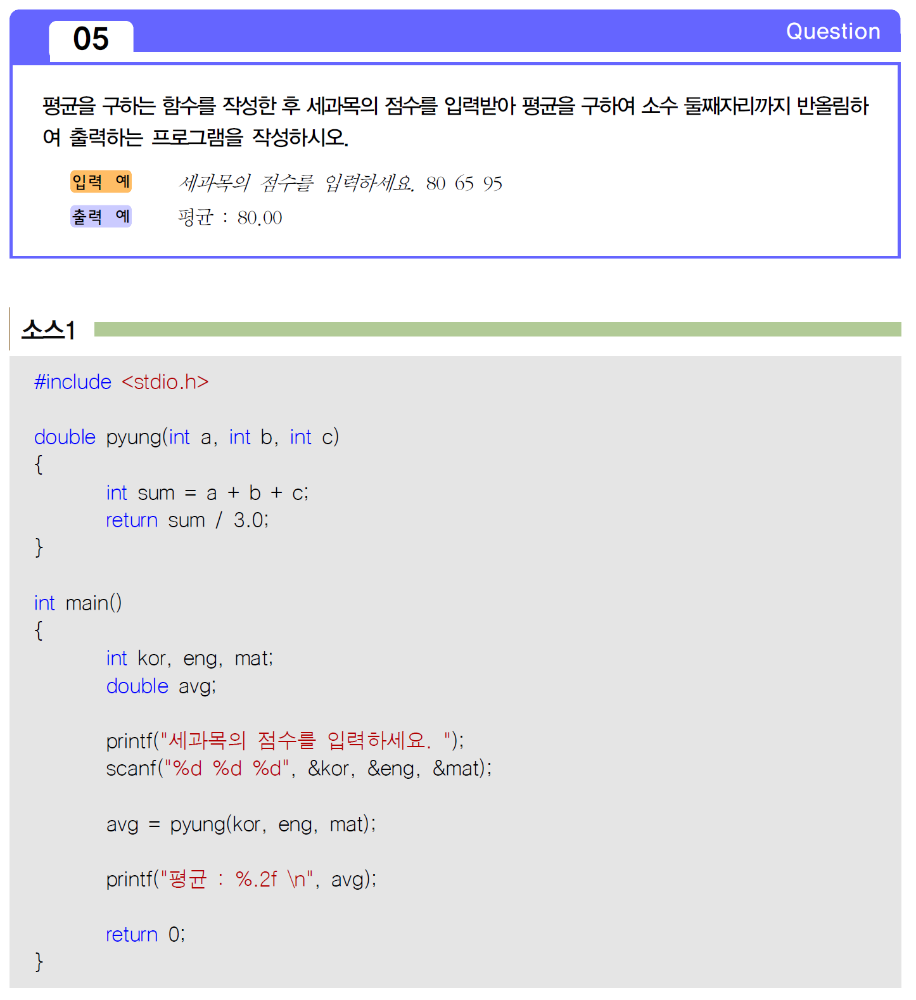 05
Question
평균을 구하는 함수를 작성한 후 세과목의 점수를 입력받아 평균을 구하여 소수 둘째자리까지 반올림하
여 출력하는 프로그램을 작성하시오.
입력 예 세과목의 점수를 입력하세요. 80 65 95
출력 예 평균 : 80.00
소스1
#include <stdio.h>
double pyung(int a, int b, int c)
{
int sum = a + b + c;
return sum / 3.0;
}
int main()
{
int kor, eng, mat;
double avg;
printf("세과목의 점수를 입력하세요. ");
scanf("%d %d %d", &kor, &eng, &mat);
avg = pyung(kor, eng, mat);
printf("평균 : %.2f \n", avg);
return 0;
}